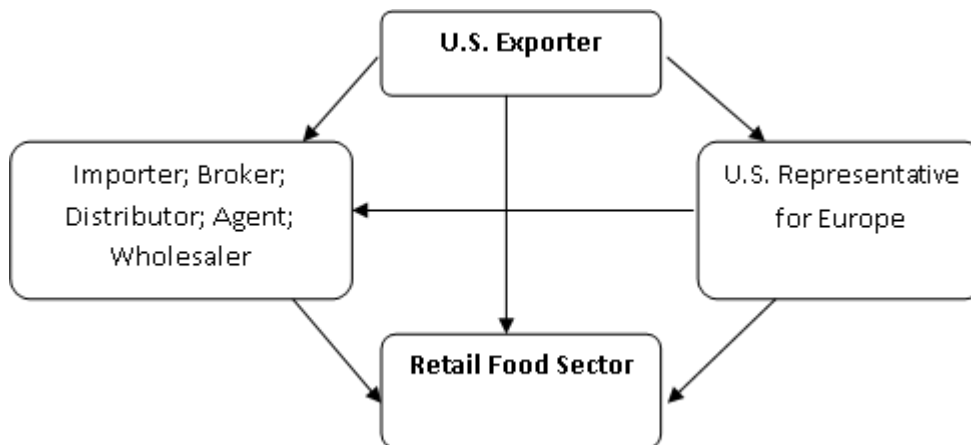 U.S. Exporter
Importer; Broker;
Distributor; Agent;
Wholesaler
U.S. Representative
for Europe
Retail Food Sector